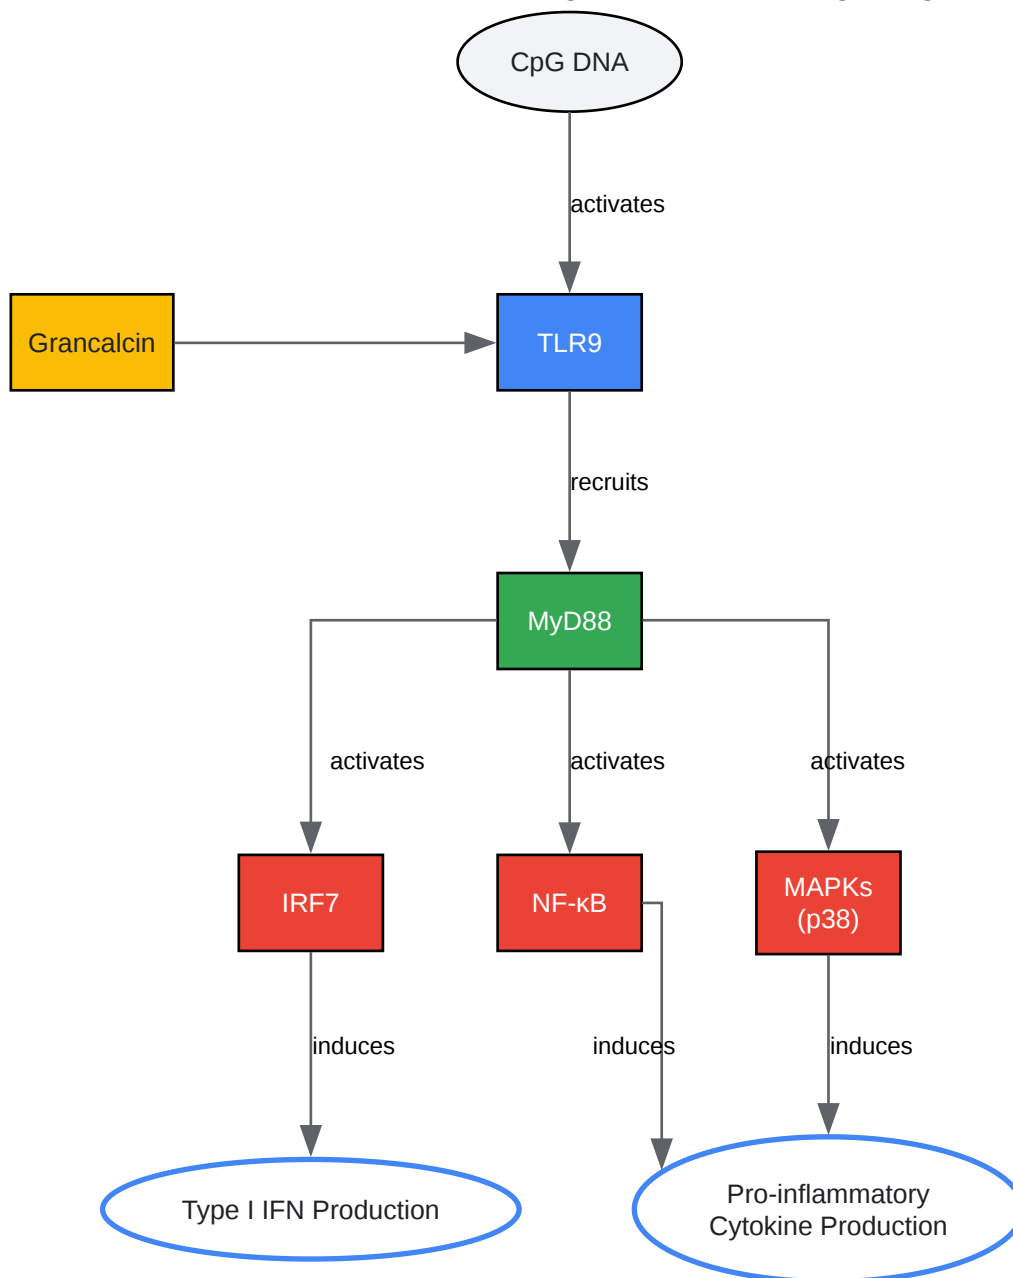 CpG DNA
activates
Grancalcin
TLR9
recruits
MyD88
activates
activates
activates
IRF7
NF-κB
MAPKs
(p38)
induces
induces
induces
Type I IFN Production
Pro-inflammatory
Cytokine Production